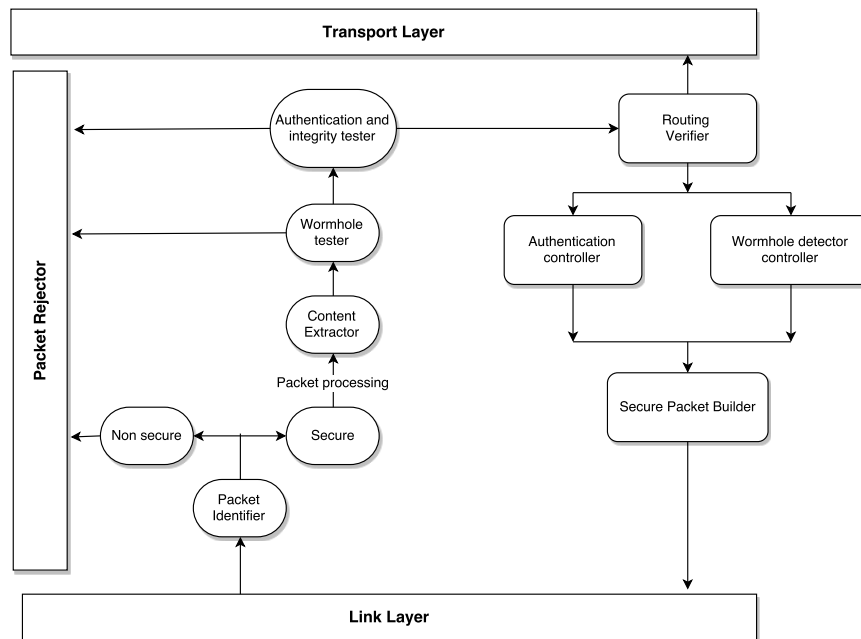 Transport Layer
Authentication and
integrity tester
Routing
Verifier
Wormhole
tester
Authentication
controller
Wormhole detector
controller
Packet Rejector
Content
Extractor
Packet processing
Secure Packet Builder
Non secure
Secure
Packet
Identifier
Link Layer